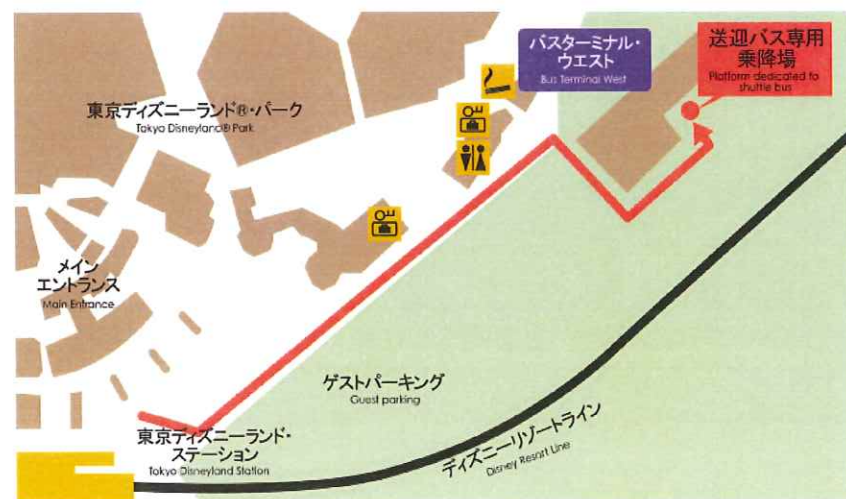 バスターミナル・
ウエスト
Bus Terminal West
送迎バス専用
乗降場
Platform dedicated to
shuttle bus
東京ディズニーランド®・パーク
Tokyo Disneyland® Park
メイン
エントランス
Main Entrance
ゲストパーキング
Guest parking
東京ディズニーランド・
ステーション
Tokyo Disneyland Station
ディズニーリゾートライン
Disney Resort Line